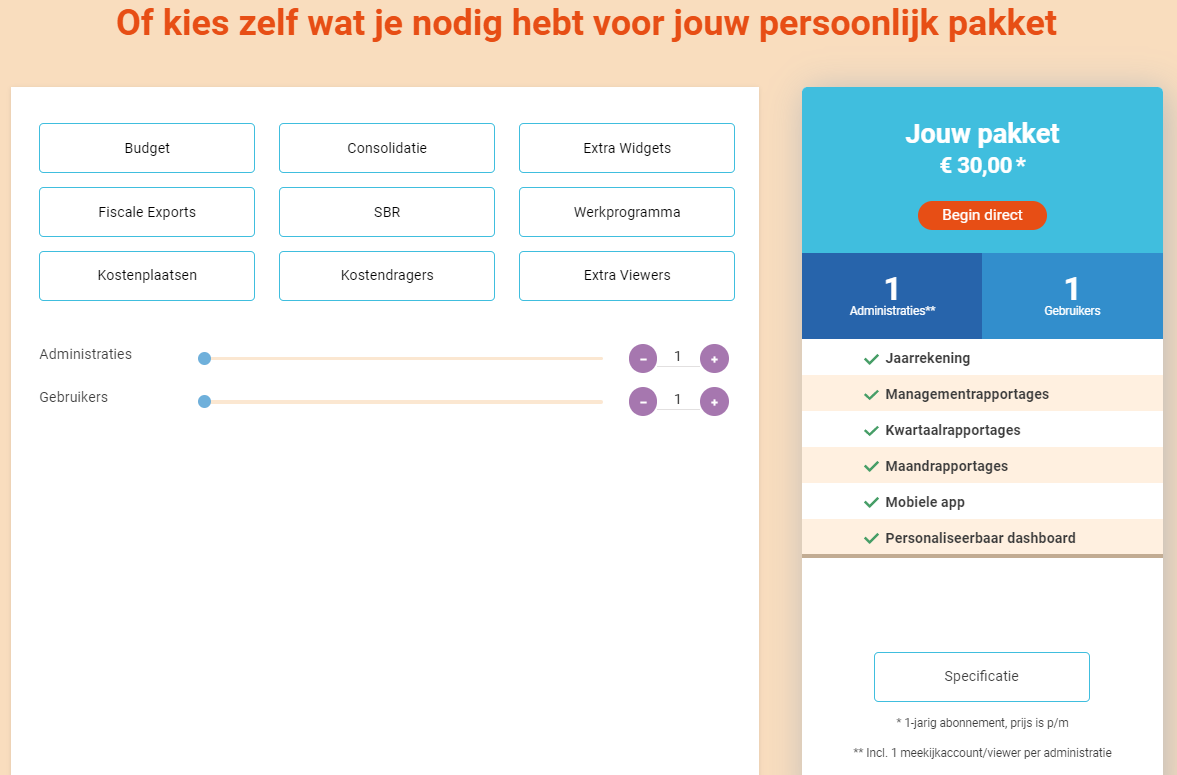 Of kies zelf wat je nodig hebt voor jouw persoonlijk pakket
Budget
Consolidatie
Extra Widgets
Fiscale Exports
SBR
Werkprogramma
Kostenplaatsen
Kostendragers
Extra Viewers
Administraties
- 1 +
Gebruikers
- 1 +
Jouw pakket
€ 30,00 *
Begin direct
1
Administraties**
1
Gebruikers
Jaarrekening
Managementrapportages
Kwartaalrapportages
Maandrapportages
Mobiele app
Personaliseerbaar dashboard
Specificatie
* 1-jarig abonnement, prijs is p/m
** Incl. 1 meekijkaccount/viewer per administratie